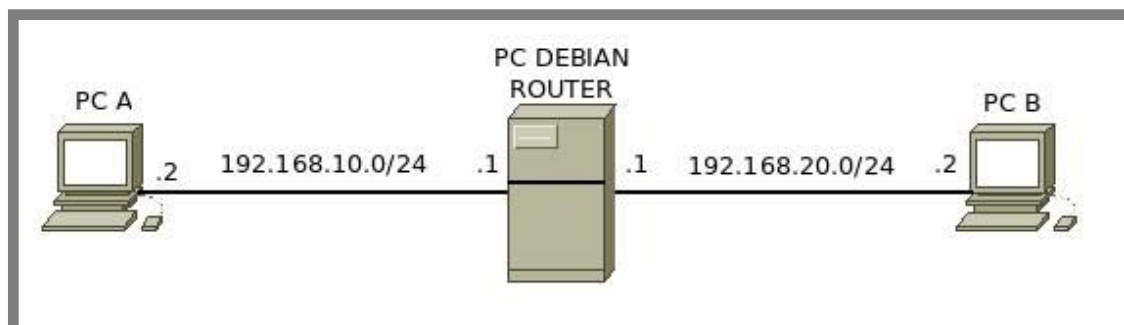 PC DEBIAN
ROUTER
PC A
PC B
.2
192.168.10.0/24
.1
.1
192.168.20.0/24
.2